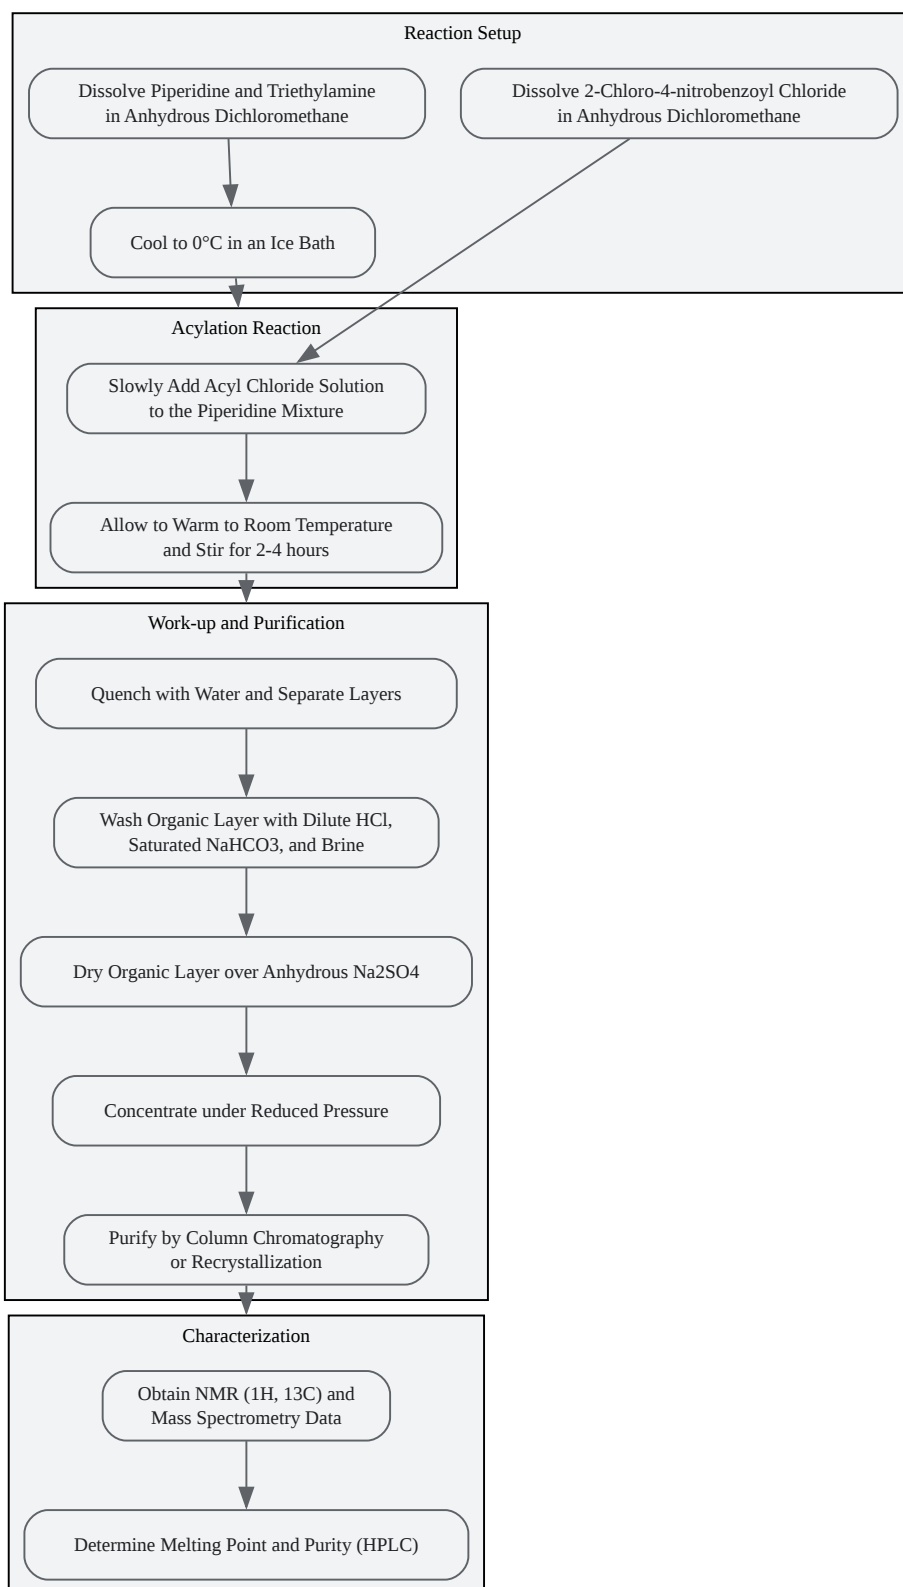 Reaction Setup
Dissolve Piperidine and Triethylamine
in Anhydrous Dichloromethane
Dissolve 2-Chloro-4-nitrobenzoyl Chloride
in Anhydrous Dichloromethane
Cool to 0°C in an Ice Bath
Acylation Reaction
Slowly Add Acyl Chloride Solution
to the Piperidine Mixture
Allow to Warm to Room Temperature
and Stir for 2-4 hours
Work-up and Purification
Quench with Water and Separate Layers
Wash Organic Layer with Dilute HCl,
Saturated NaHCO3, and Brine
Dry Organic Layer over Anhydrous Na2SO4
Concentrate under Reduced Pressure
Purify by Column Chromatography
or Recrystallization
Characterization
Obtain NMR (1H, 13C) and
Mass Spectrometry Data
Determine Melting Point and Purity (HPLC)